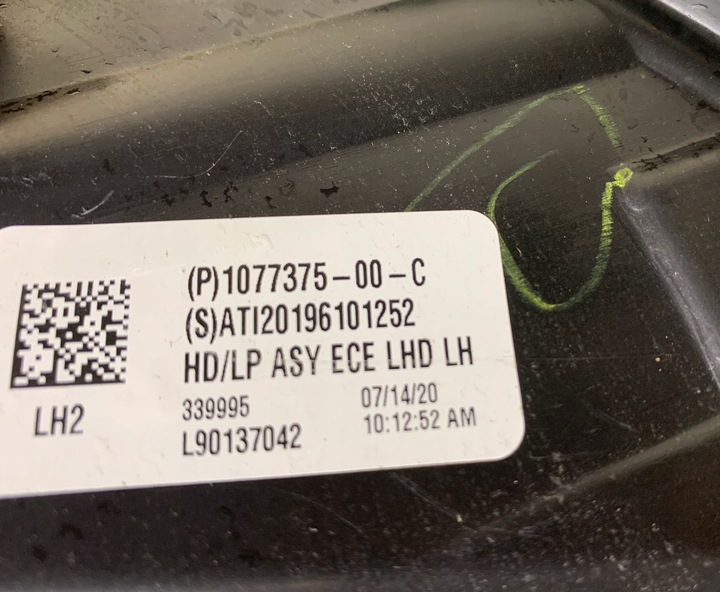 (P)1077375-00-C
(S)ATI20196101252
HD/LP ASY ECE LHD LH
LH2
339995
07/14/20
L90137042
10:12:52 AM